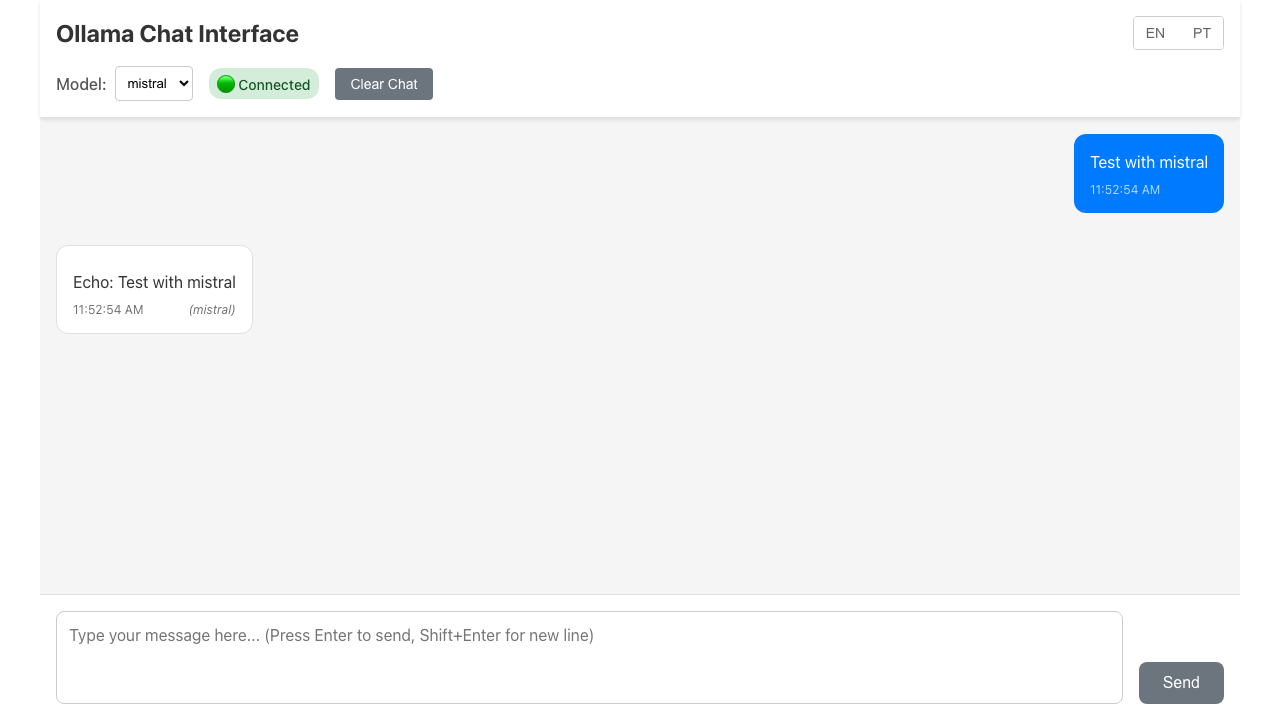 Ollama Chat Interface
EN PT
Model: mistral Connected Clear Chat
Test with mistral
11:52:54 AM
Echo: Test with mistral
11:52:54 AM (mistral)
Type your message here... (Press Enter to send, Shift+Enter for new line)
Send